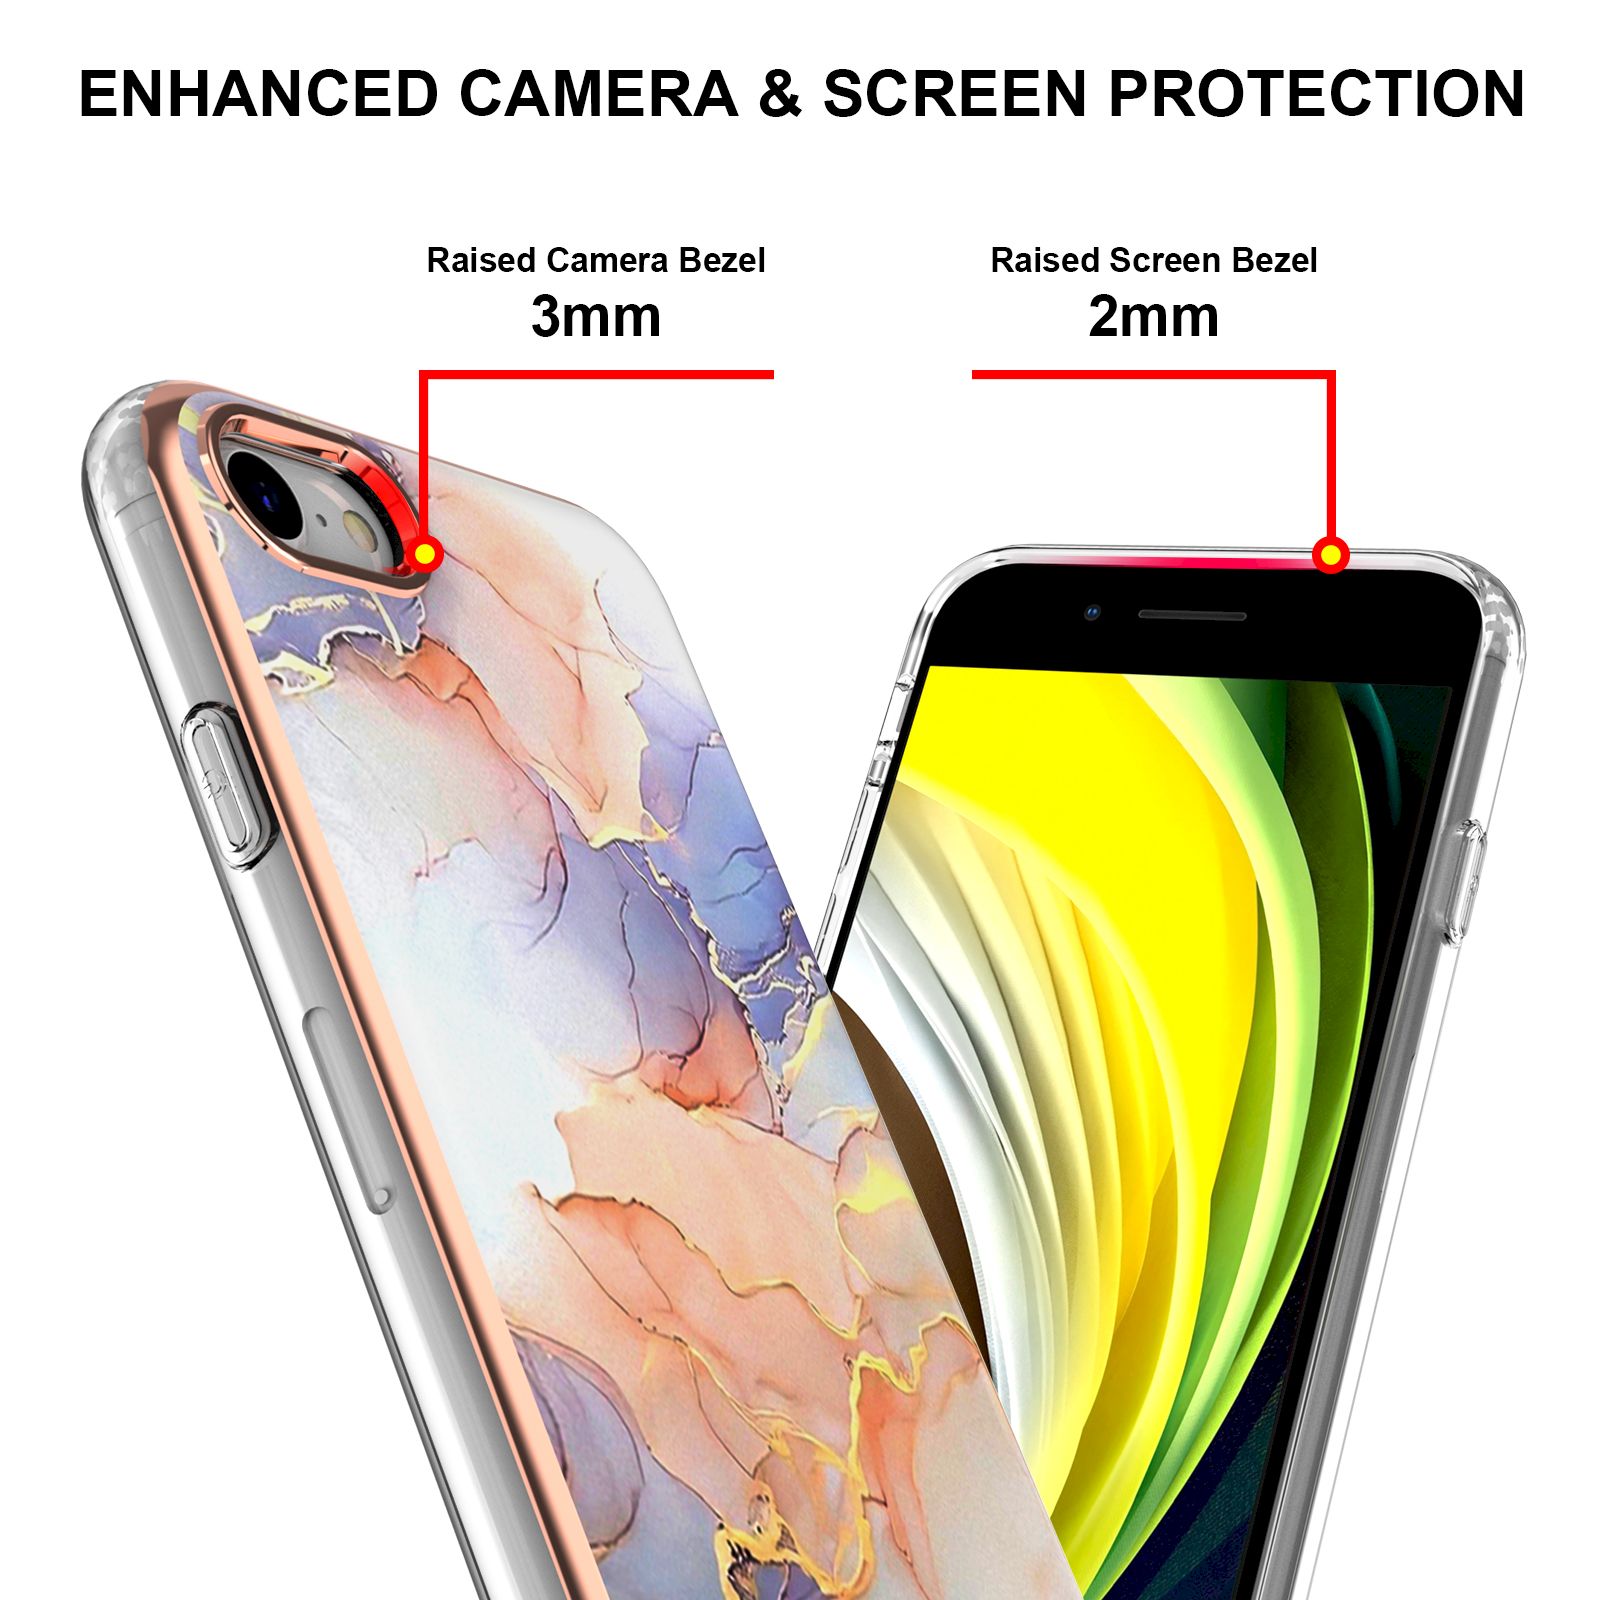 ENHANCED CAMERA & SCREEN PROTECTION
Raised Camera Bezel
3mm
Raised Screen Bezel
2mm